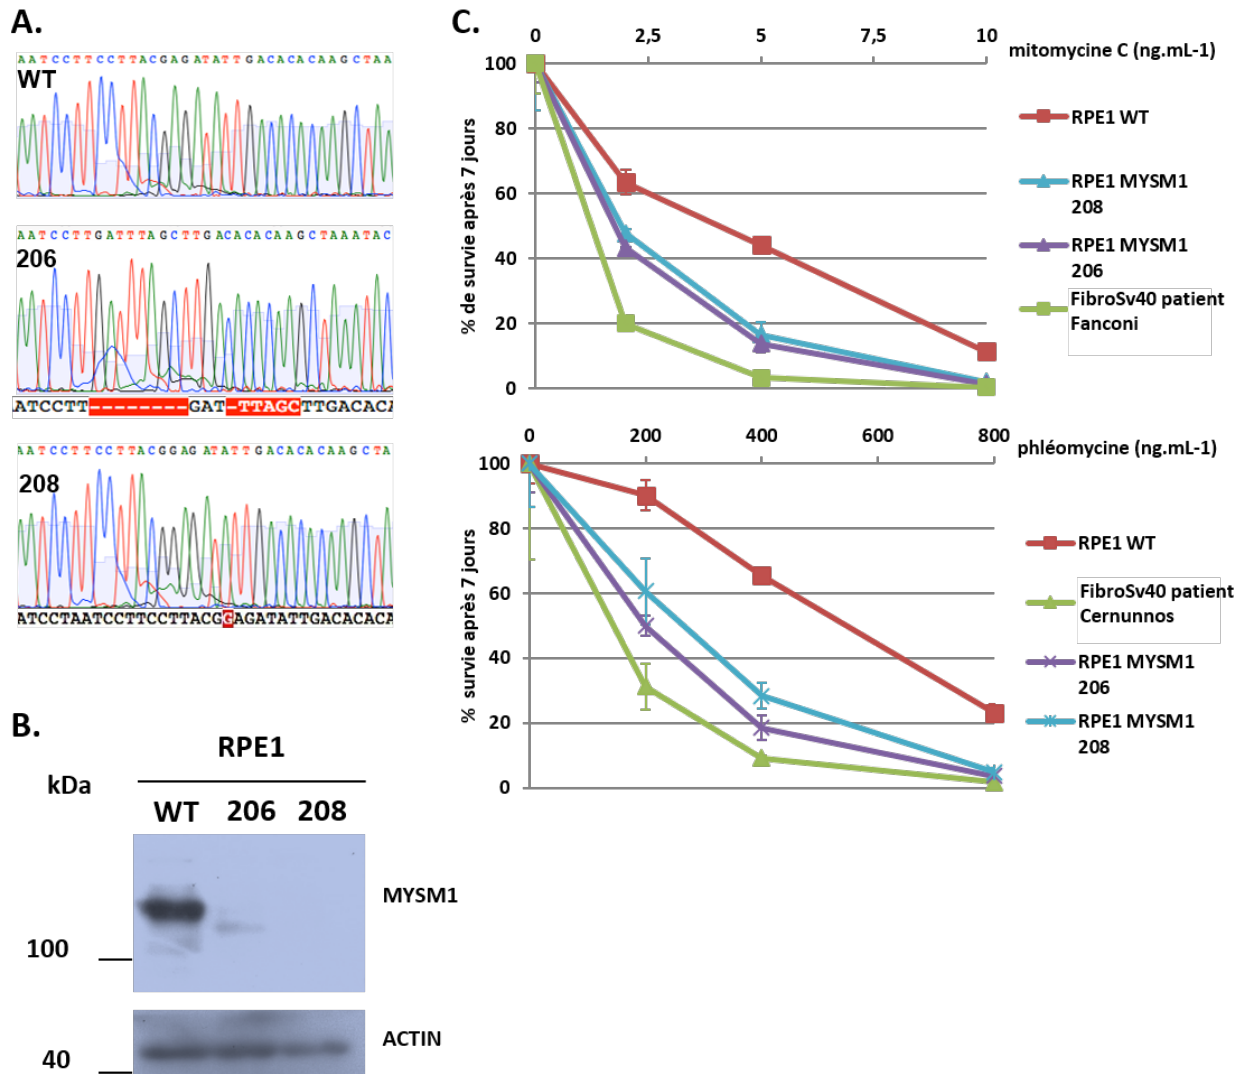 A.
AATCCTTCCTTACGAGATATTGACACACAAGCTAA
WT
AATCCTTGATTTAGCTTGACACACAAGCTAAATAC
206
ATCCTT--------GAT-TTAGCTTGACACA
AATCCTTCCTTACGGAGATATTGACACACAAGCTA
208
ATCCTAATCCTTCCTTACGGAGATATTGACACACA
B.
RPE1
kDa
WT 206 208
MYSM1
100
ACTIN
40
C.
0 2,5 5 7,5 10
mitomycine C (ng.mL-1)
100
80
60
40
20
0
% de survie après 7 jours
RPE1 WT
RPE1 MYSM1
208
RPE1 MYSM1
206
FibroSv40 patient
Fanconi
0 200 400 600 800
phléomycine (ng.mL-1)
100
80
60
40
20
0
% survie après 7 jours
RPE1 WT
FibroSv40 patient
Cernunnos
RPE1 MYSM1
206
RPE1 MYSM1
208